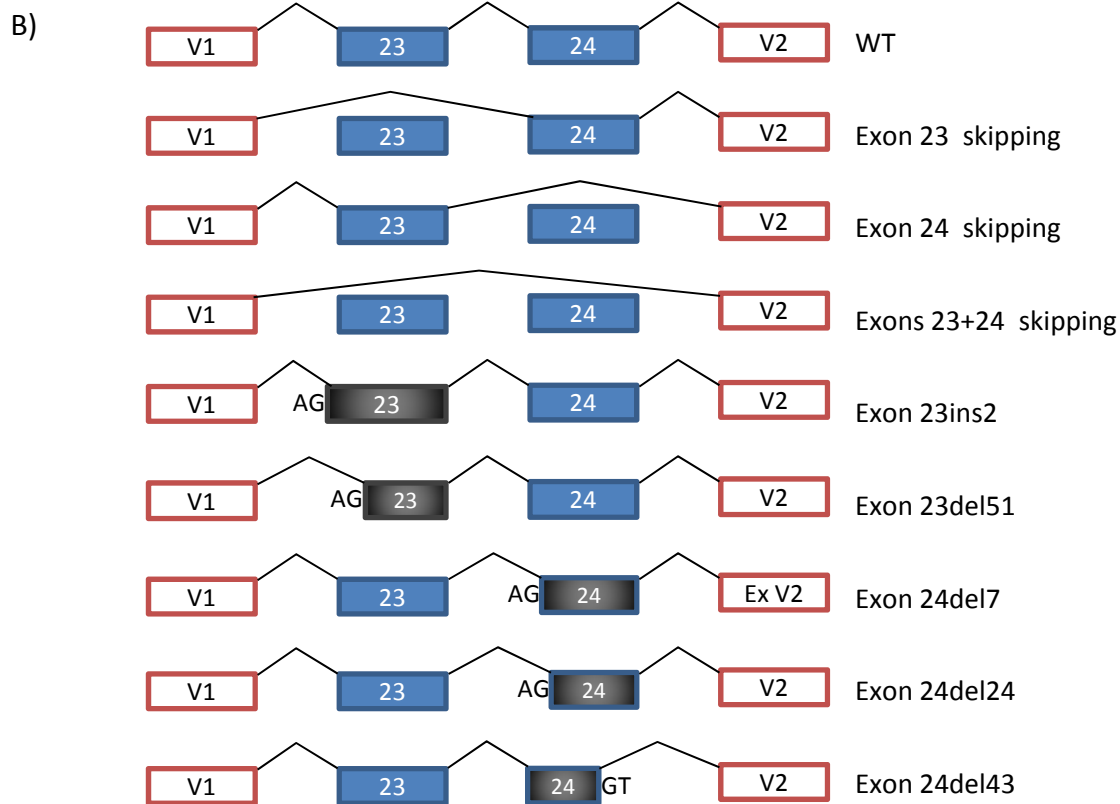 B)
V1 23 24 V2 WT
V1 23 24 V2 Exon 23 skipping
V1 23 24 V2 Exon 24 skipping
V1 23 24 V2 Exons 23+24 skipping
V1 AG 23 24 V2 Exon 23ins2
V1 AG 23 24 V2 Exon 23del51
V1 23 AG 24 Ex V2 Exon 24del7
V1 23 AG 24 V2 Exon 24del24
V1 23 24 GT V2 Exon 24del43